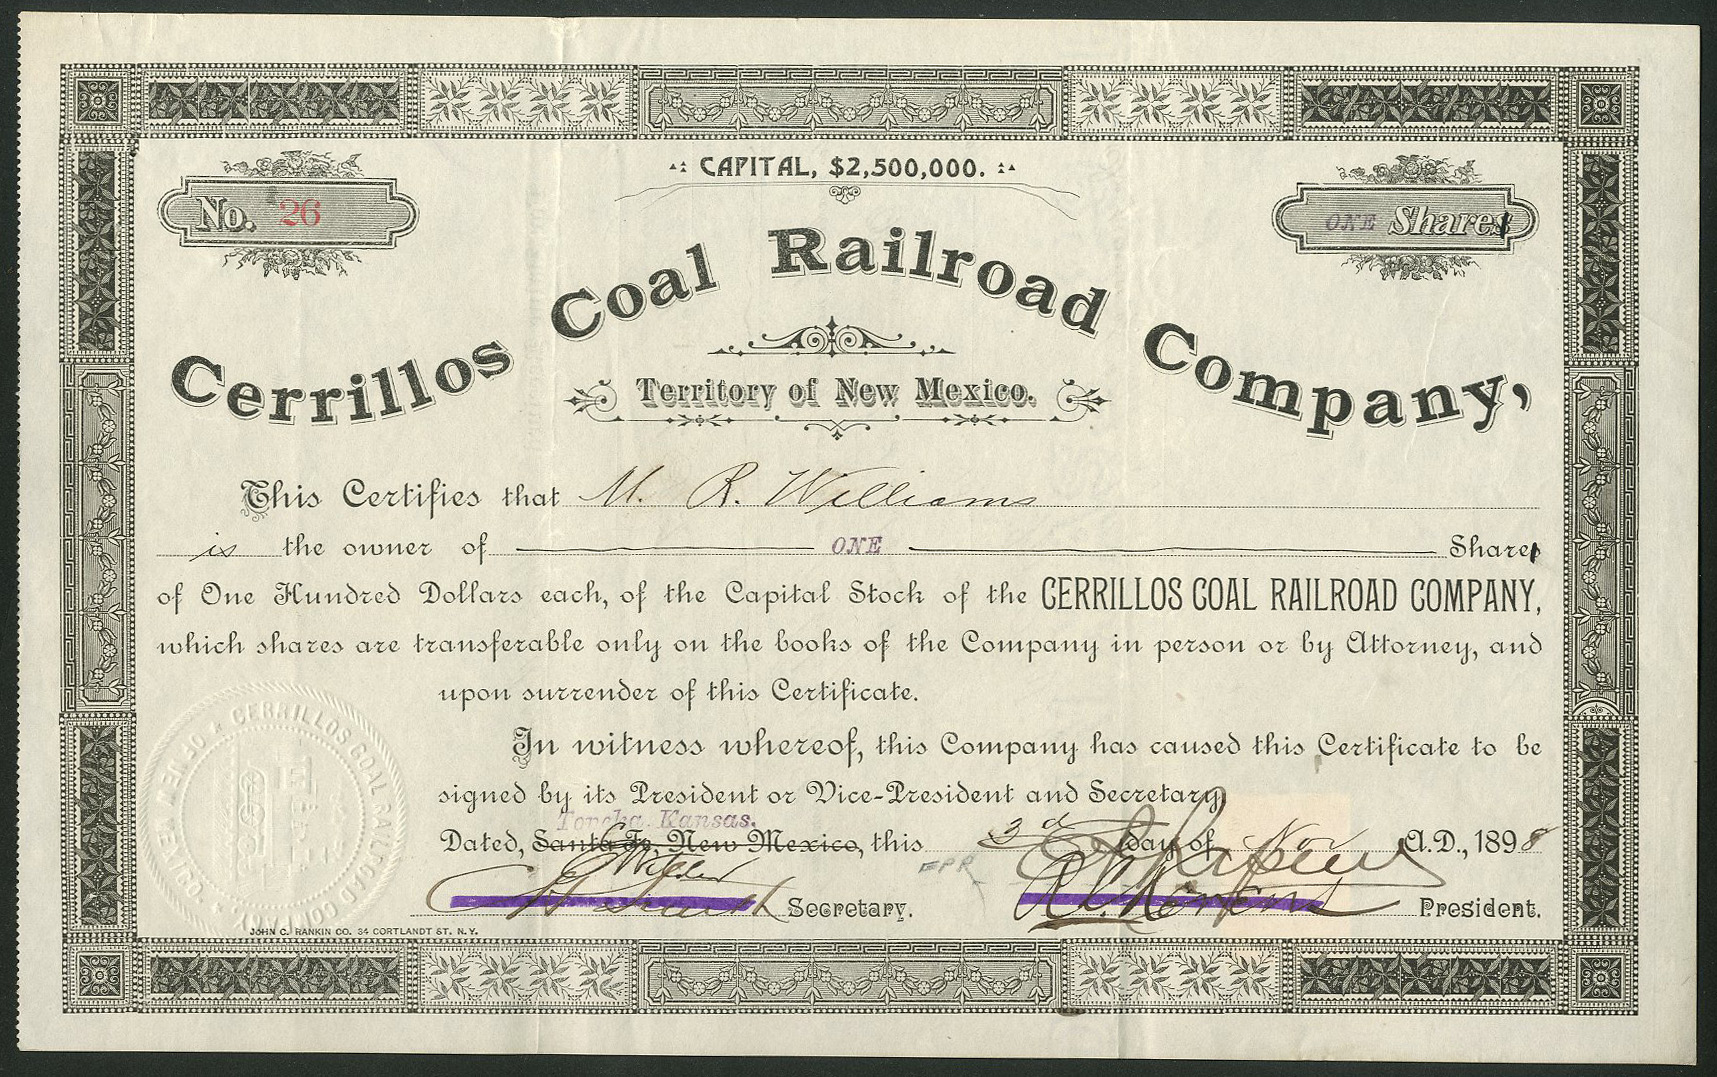 CAPITAL, $2,500,000.
No. 26
ONE Shares
Cerrillos Coal Railroad Company,
Territory of New Mexico.
This Certifies that M. R. Williams
is the owner of ONE Share
of One Hundred Dollars each, of the Capital Stock of the CERRILLOS COAL RAILROAD COMPANY,
which shares are transferable only on the books of the Company in person or by Attorney, and
upon surrender of this Certificate.
In witness whereof, this Company has caused this Certificate to be
signed by its President or Vice-President and Secretary,
Topeka, Kansas.
Dated, Santa Fe, New Mexico, this 3d day of Nov A.D., 1898
Secretary.
President.
CERRILLOS COAL RAILROAD COMPANY. OF NEW MEXICO.
JOHN C. RANKIN CO. 34 CORTLANDT ST. N.Y.